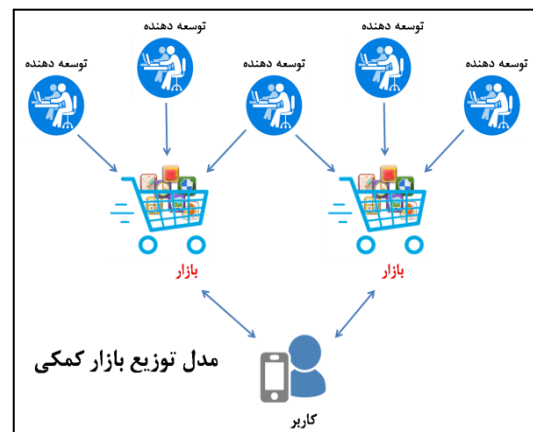 توسعه دهنده
توسعه دهنده
توسعه دهنده
توسعه دهنده
توسعه دهنده
بازار
بازار
مدل توزیع بازار کمکی
کاربر